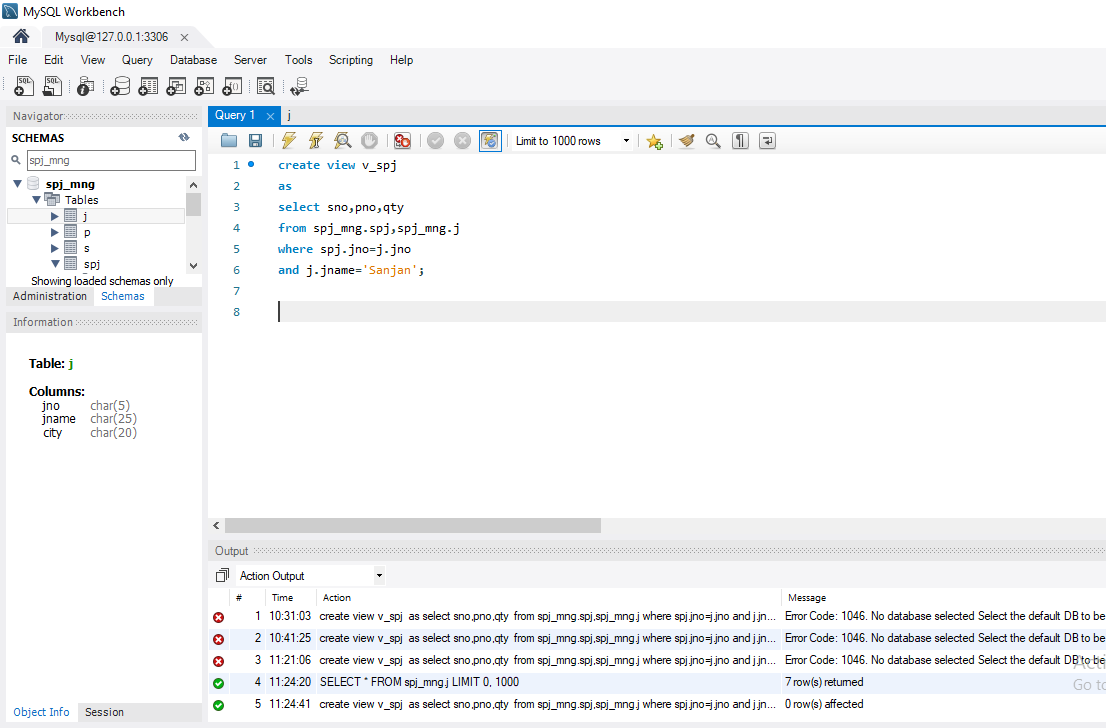 MySQL Workbench
Mysql@127.0.0.1:3306
File Edit View Query Database Server Tools Scripting Help
Navigator
SCHEMAS
spj_mng
spj_mng
Tables
j
p
s
spj
Showing loaded schemas only
Administration Schemas
Information
Table: j
Columns:
jno char(5)
jname char(25)
city char(20)
Object Info Session
Query 1 j
Limit to 1000 rows
1 create view v_spj
2 as
3 select sno,pno,qty
4 from spj_mng.spj,spj_mng.j
5 where spj.jno=j.jno
6 and j.jname='Sanjan';
7
8
Output
Action Output
# Time Action Message
1 10:31:03 create view v_spj as select sno,pno,qty from spj_mng.spj,spj_mng.j where spj.jno=j.jno and j.jn... Error Code: 1046. No database selected Select the default DB to be
2 10:41:25 create view v_spj as select sno,pno,qty from spj_mng.spj,spj_mng.j where spj.jno=j.jno and j.jn... Error Code: 1046. No database selected Select the default DB to be
3 11:21:06 create view v_spj as select sno,pno,qty from spj_mng.spj,spj_mng.j where spj.jno=j.jno and j.jn... Error Code: 1046. No database selected Select the default DB to be
4 11:24:20 SELECT * FROM spj_mng.j LIMIT 0, 1000 7 row(s) returned
5 11:24:41 create view v_spj as select sno,pno,qty from spj_mng.spj,spj_mng.j where spj.jno=j.jno and j.jn... 0 row(s) affected
Acti
Go to